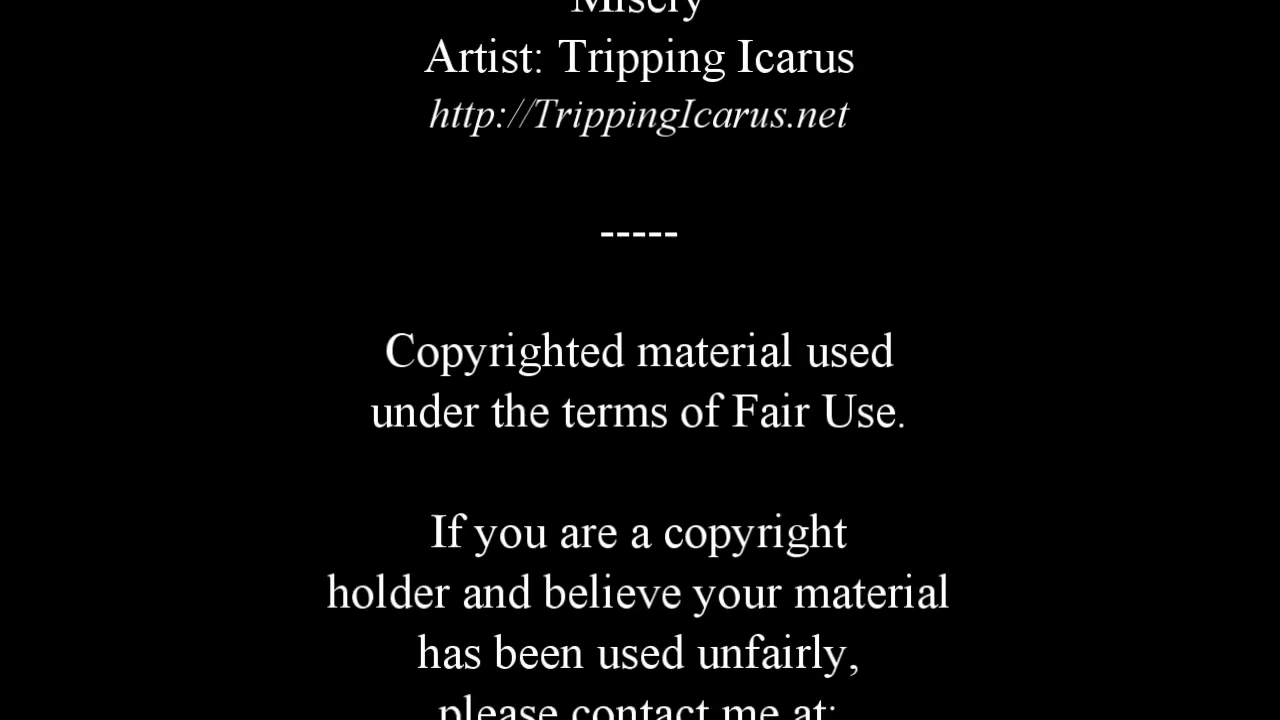 Misery
Artist: Tripping Icarus
http://TrippingIcarus.net
-----
Copyrighted material used
under the terms of Fair Use.
If you are a copyright
holder and believe your material
has been used unfairly,
please contact me at: